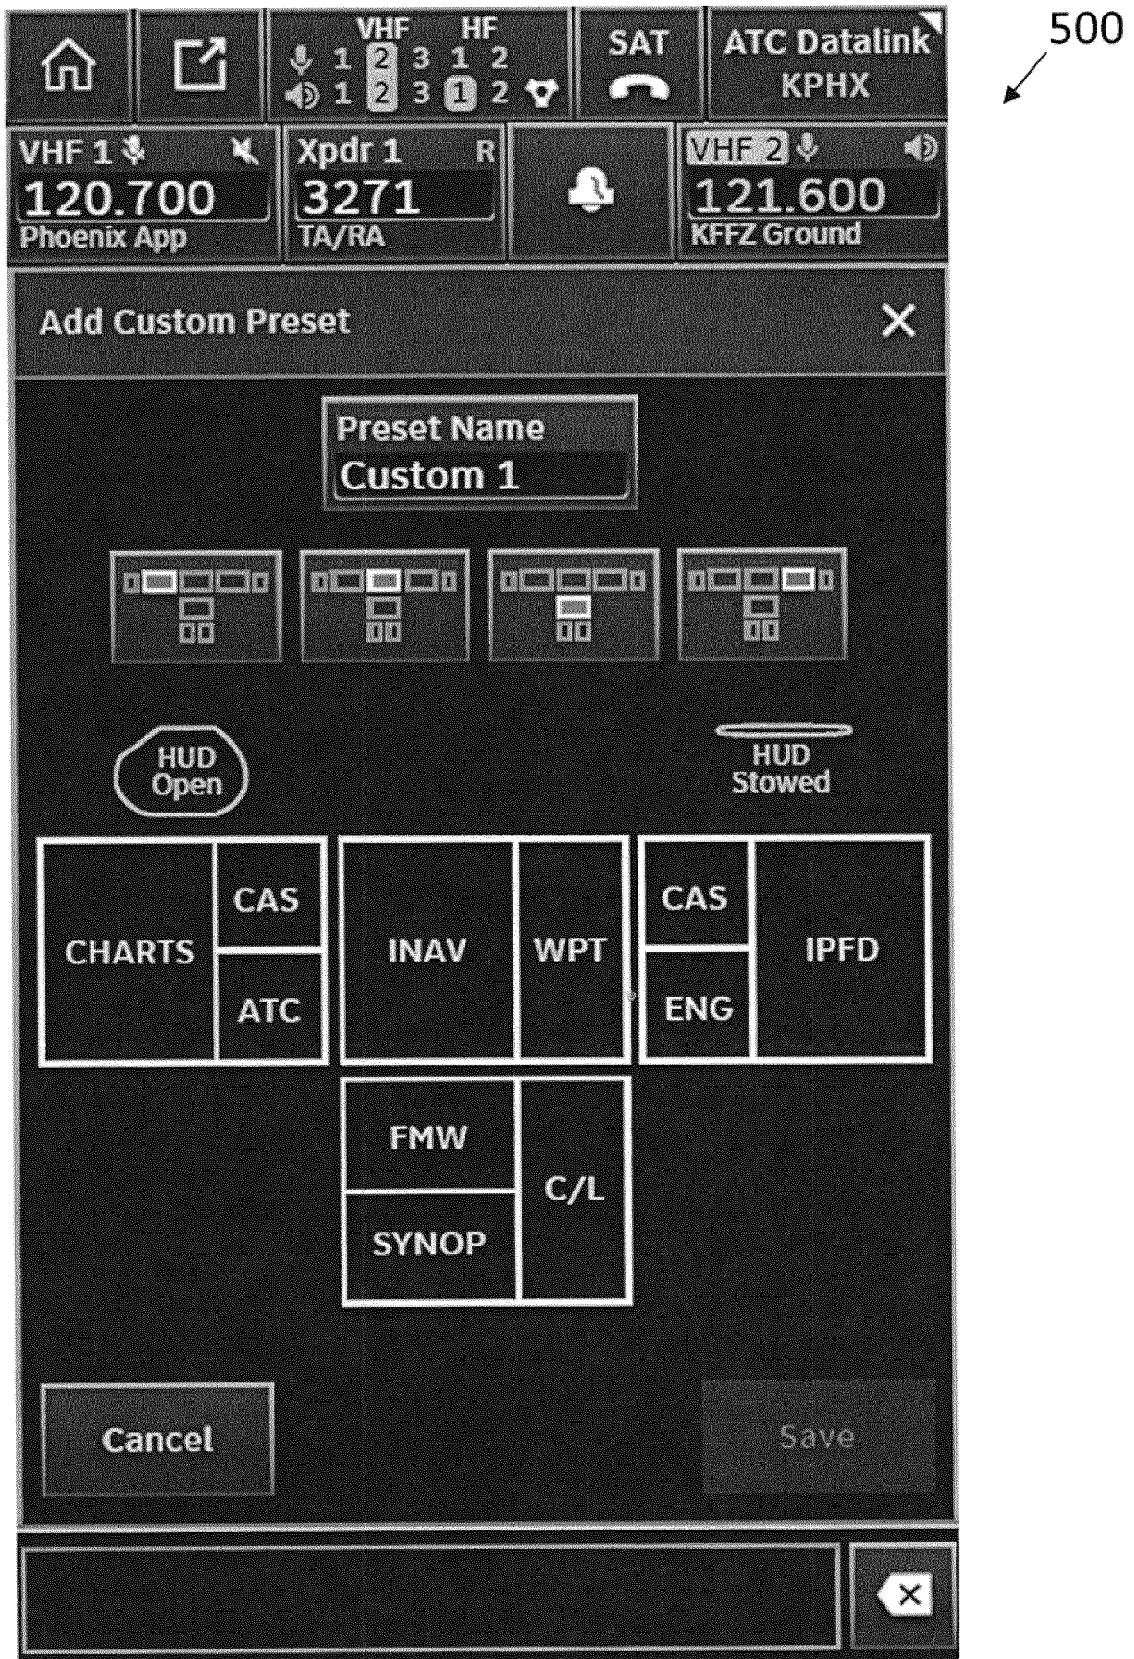 500
VHF HF
1 2 3 1 2
1 2 3 1 2
SAT
ATC Datalink
KPHX
VHF 1
120.700
Phoenix App
Xpdr 1 R
3271
TA/RA
VHF 2
121.600
KFFZ Ground
Add Custom Preset
Preset Name
Custom 1
HUD
Open
HUD
Stowed
CHARTS
CAS
ATC
INAV
WPT
CAS
ENG
IPFD
FMW
SYNOP
C/L
Cancel
Save